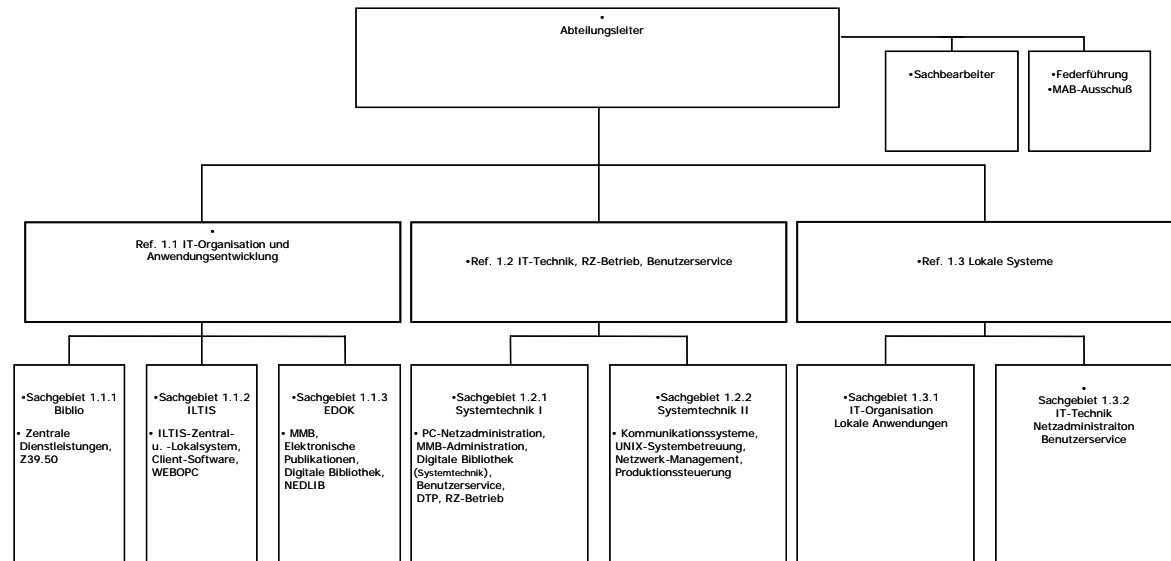 •
Abteilungsleiter
•Sachbearbeiter
•Federführung
•MAB-Ausschuß
•
Ref. 1.1 IT-Organisation und
Anwendungsentwicklung
•Ref. 1.2 IT-Technik, RZ-Betrieb, Benutzerservice
•Ref. 1.3 Lokale Systeme
•Sachgebiet 1.1.1
Biblio
• Zentrale
Dienstleistungen,
Z39.50
•Sachgebiet 1.1.2
ILTIS
• ILTIS-Zentral-
u. -Lokalsystem,
Client-Software,
WEBOPC
•Sachgebiet 1.1.3
EDOK
• MMB,
Elektronische
Publikationen,
Digitale Bibliothek,
NEDLIB
•Sachgebiet 1.2.1
Systemtechnik I
• PC-Netzadministration,
MMB-Administration,
Digitale Bibliothek
(Systemtechnik),
Benutzerservice,
DTP, RZ-Betrieb
•Sachgebiet 1.2.2
Systemtechnik II
• Kommunikationssysteme,
UNIX-Systembetreuung,
Netzwerk-Management,
Produktionssteuerung
•Sachgebiet 1.3.1
IT-Organisation
Lokale Anwendungen
•
Sachgebiet 1.3.2
IT-Technik
Netzadministraiton
Benutzerservice